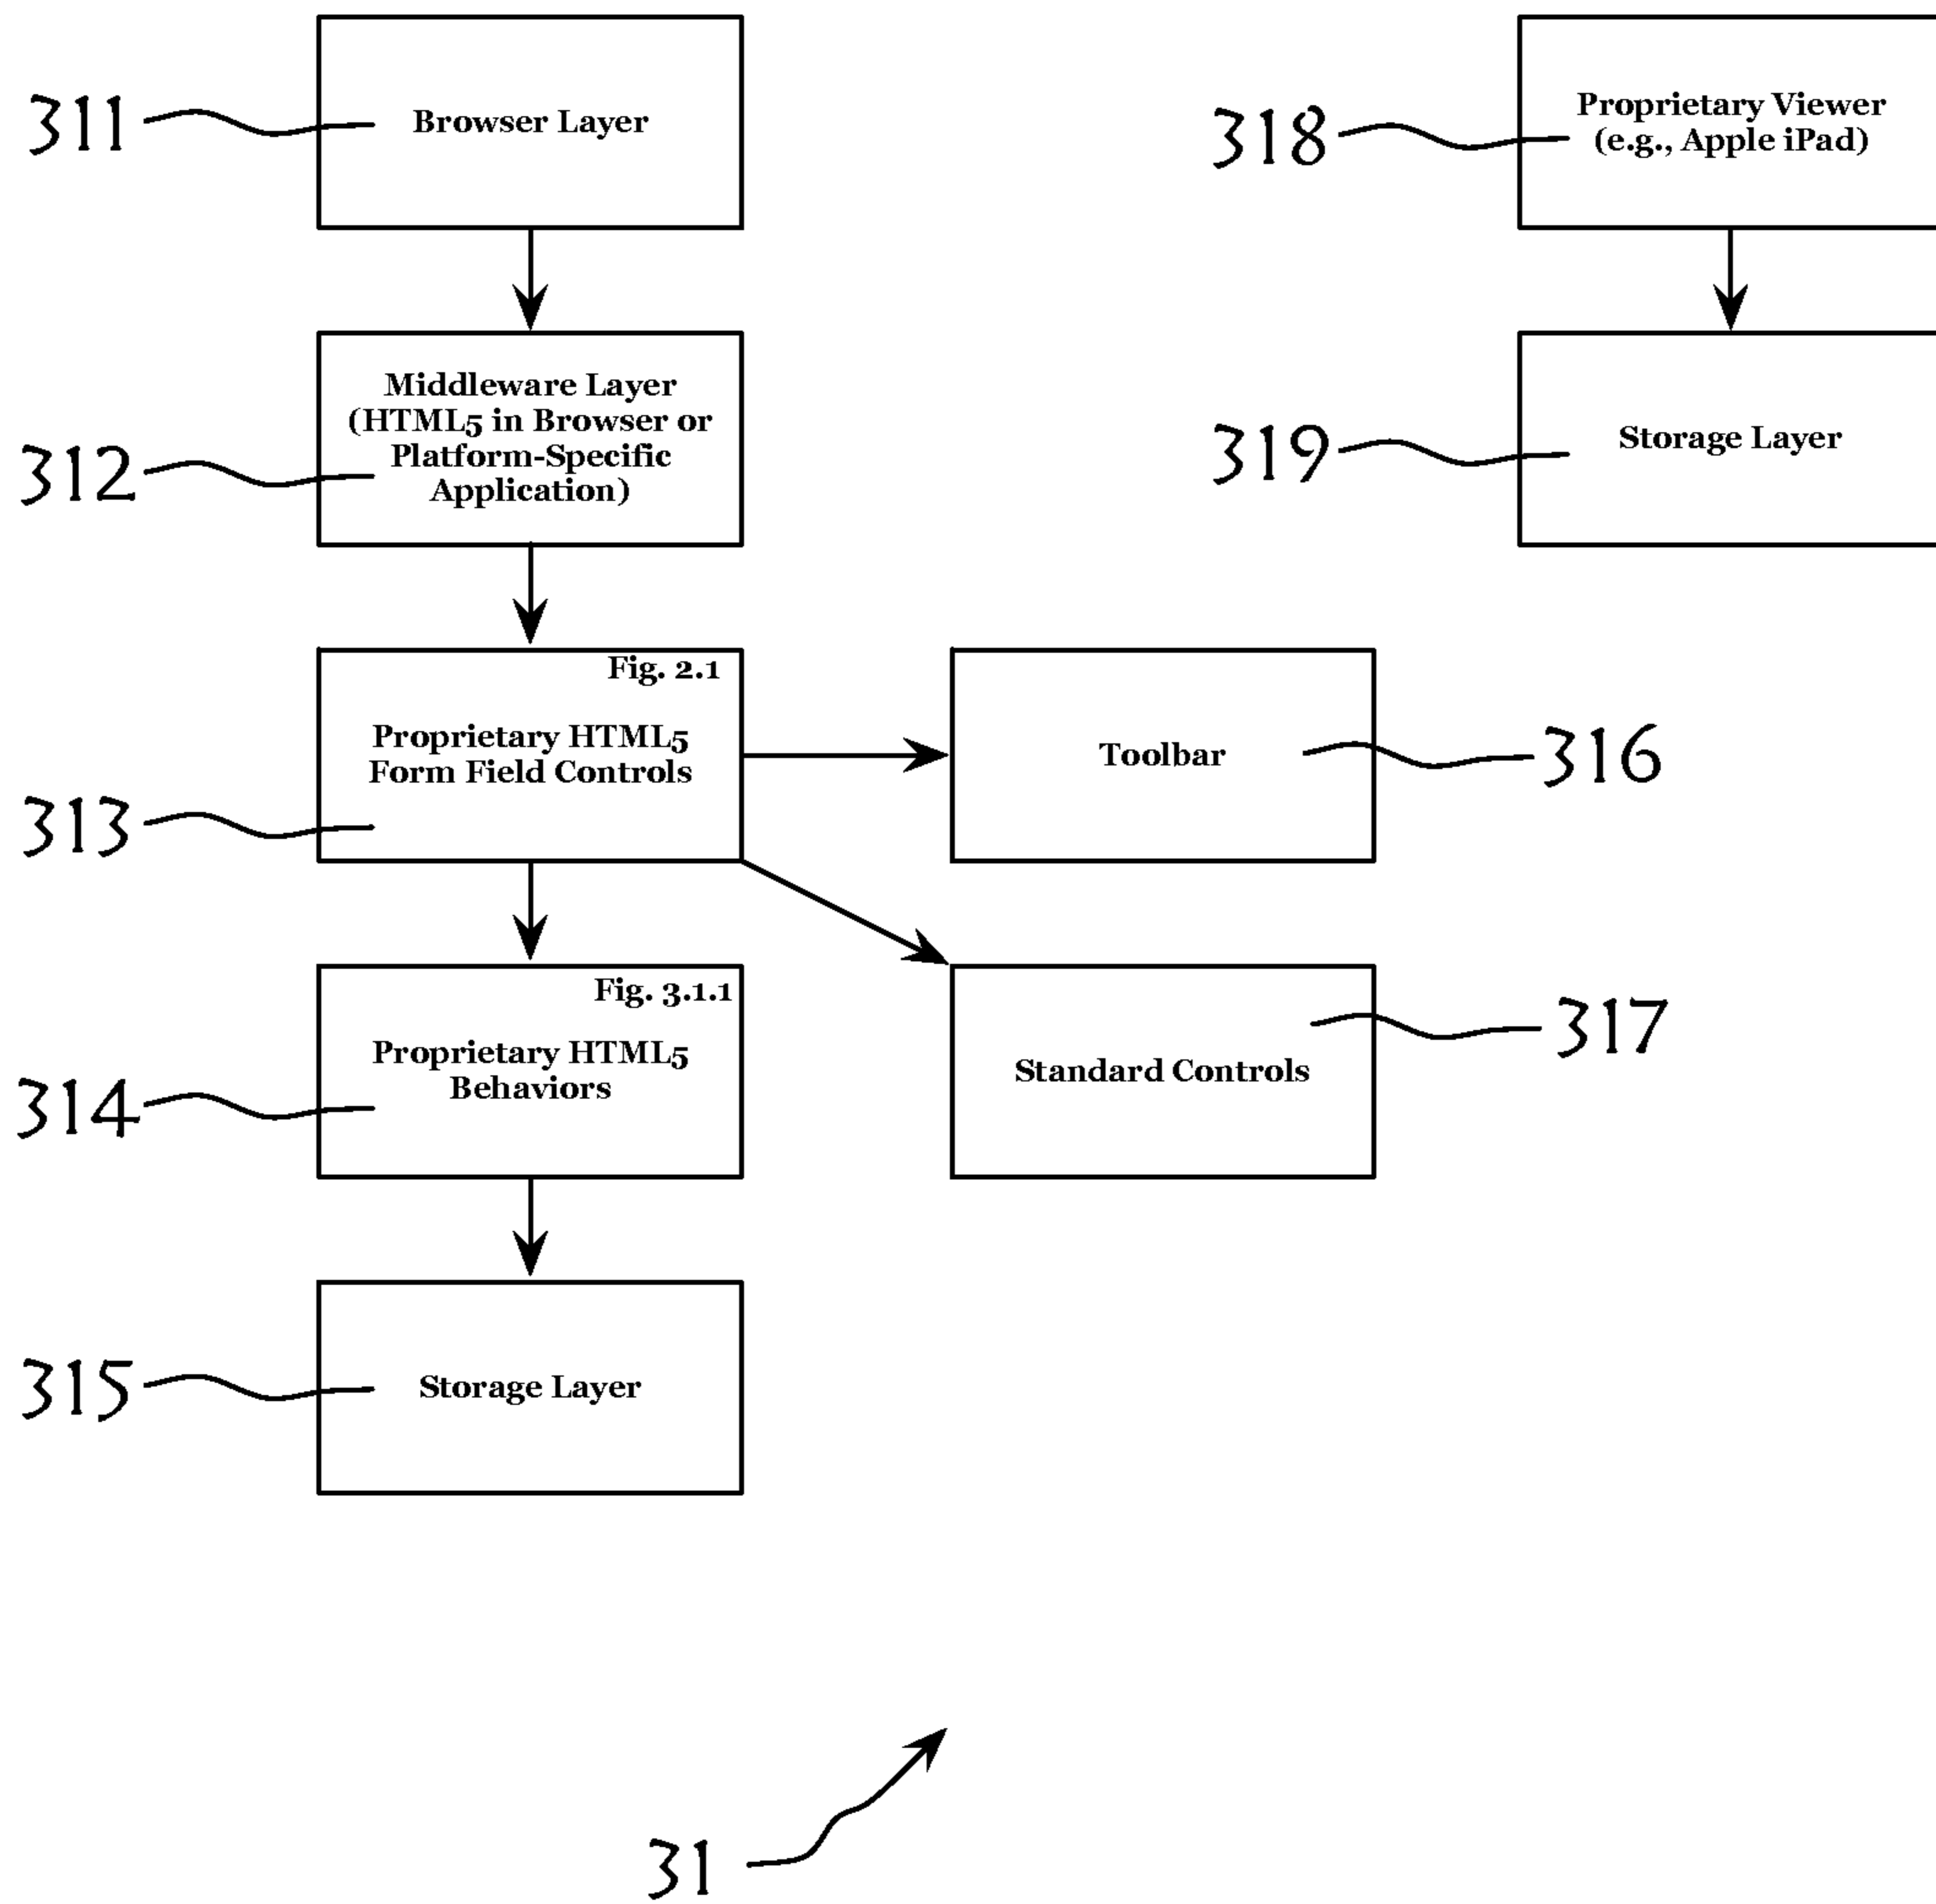 311
Browser Layer
318
Proprietary Viewer
(e.g., Apple iPad)
312
Middleware Layer
(HTML5 in Browser or
Platform-Specific
Application)
319
Storage Layer
313
Fig. 2.1
Proprietary HTML5
Form Field Controls
Toolbar
316
314
Fig. 3.1.1
Proprietary HTML5
Behaviors
Standard Controls
317
315
Storage Layer
31